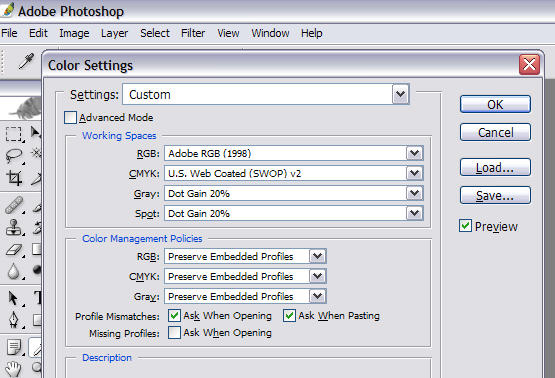 Adobe Photoshop
File Edit Image Layer Select Filter View Window Help
Color Settings
Settings: Custom
OK
Advanced Mode
Cancel
Working Spaces
RGB: Adobe RGB (1998)
CMYK: U.S. Web Coated (SWOP) v2
Load...
Gray: Dot Gain 20%
Save...
Spot: Dot Gain 20%
Preview
Color Management Policies
RGB: Preserve Embedded Profiles
CMYK: Preserve Embedded Profiles
Gray: Preserve Embedded Profiles
Profile Mismatches: Ask When Opening Ask When Pasting
Missing Profiles: Ask When Opening
Description